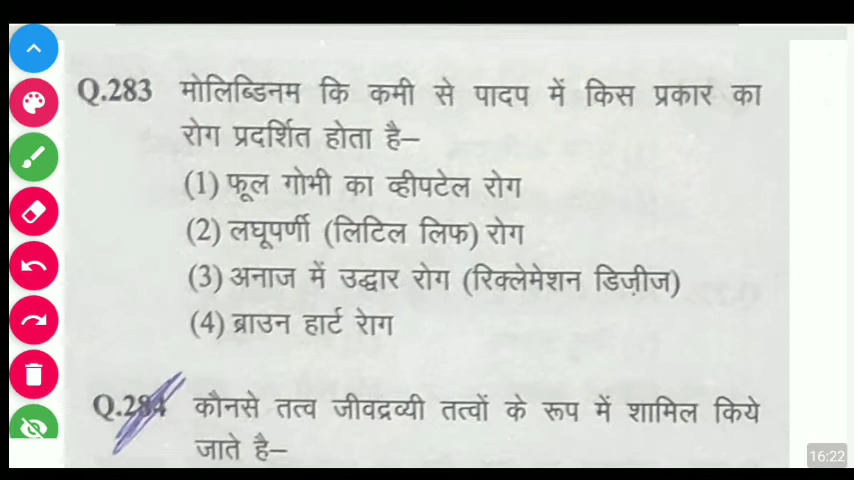 Q.283 मोलिब्डिनम कि कमी से पादप में किस प्रकार का
रोग प्रदर्शित होता है–
(1) फूल गोभी का व्हीपटेल रोग
(2) लघूपर्णी (लिटिल लिफ) रोग
(3) अनाज में उद्धार रोग (रिक्लेमेशन डिज़ीज)
(4) ब्राउन हार्ट रोग
Q.284 कौनसे तत्व जीवद्रव्यी तत्वों के रूप में शामिल किये
जाते है–
16:22